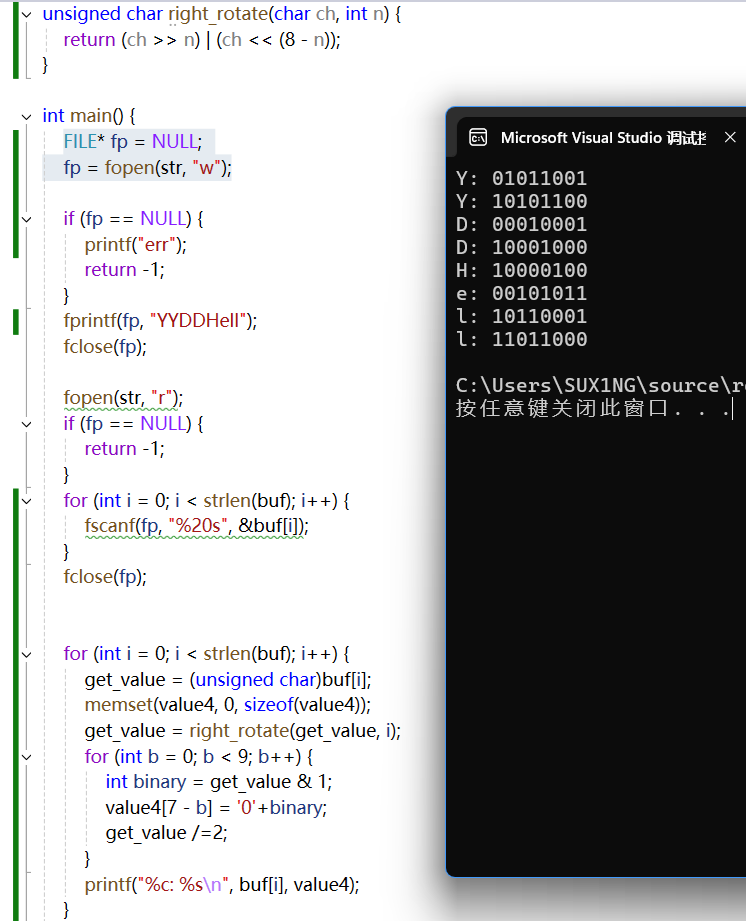 unsigned char right_rotate(char ch, int n) {
return (ch >> n) | (ch << (8 - n));
}
int main() {
FILE* fp = NULL;
fp = fopen(str, "w");
if (fp == NULL) {
printf("err");
return -1;
}
fprintf(fp, "YYDDHell");
fclose(fp);
fopen(str, "r");
if (fp == NULL) {
return -1;
}
for (int i = 0; i < strlen(buf); i++) {
fscanf(fp, "%20s", &buf[i]);
}
fclose(fp);
for (int i = 0; i < strlen(buf); i++) {
get_value = (unsigned char)buf[i];
memset(value4, 0, sizeof(value4));
get_value = right_rotate(get_value, i);
for (int b = 0; b < 9; b++) {
int binary = get_value & 1;
value4[7 - b] = '0'+binary;
get_value /=2;
}
printf("%c: %s\n", buf[i], value4);
}
Microsoft Visual Studio 调试
Y: 01011001
Y: 10101100
D: 00010001
D: 10001000
H: 10000100
e: 00101011
l: 10110001
l: 11011000
C:\Users\SUX1NG\source\re
按任意键关闭此窗口. . .